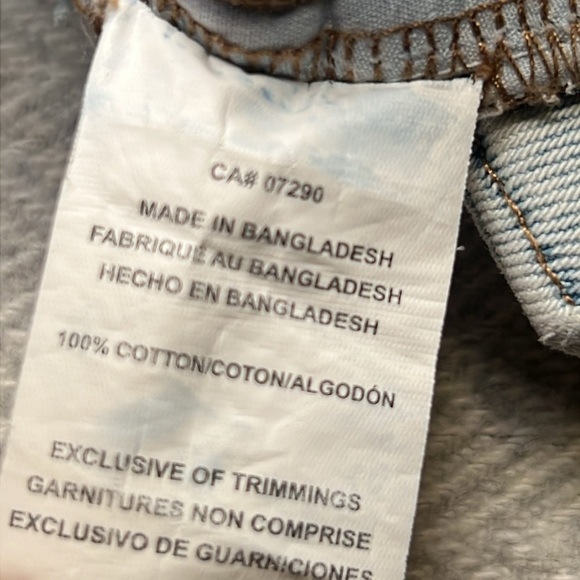 CA# 07290
MADE IN BANGLADESH
FABRIQUÉ AU BANGLADESH
HECHO EN BANGLADESH
100% COTTON/COTON/ALGODÓN
EXCLUSIVE OF TRIMMINGS
GARNITURES NON COMPRISE
EXCLUSIVO DE GUARNICIONES